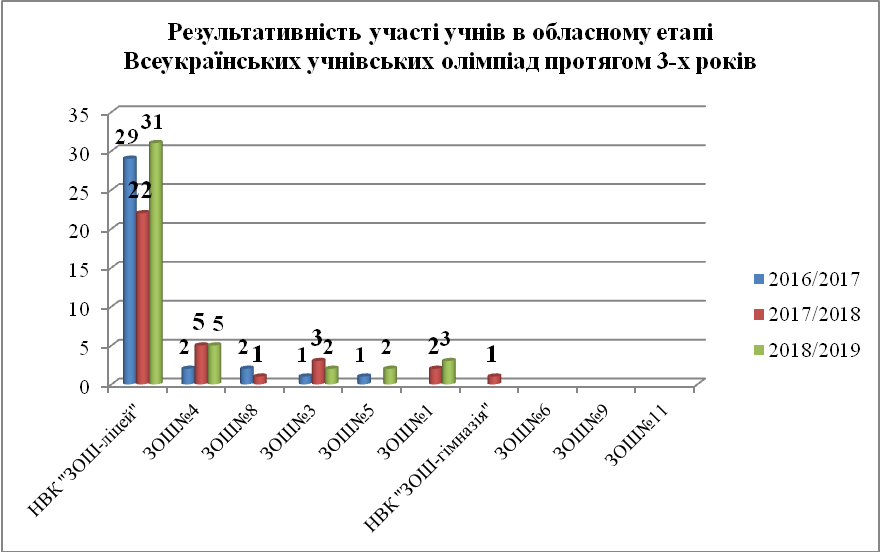 Результативність участі учнів в обласному етапі
Всеукраїнських учнівських олімпіад протягом 3-х років
35
30
25
20
15
10
5
0
29
22
31
2
5
5
2
1
1
3
2
1
2
2
3
1
НВК "ЗОШ-ліцей"
ЗОШ№4
ЗОШ№8
ЗОШ№3
ЗОШ№5
ЗОШ№1
НВК "ЗОШ-гімназія"
ЗОШ№6
ЗОШ№9
ЗОШ№11
2016/2017
2017/2018
2018/2019